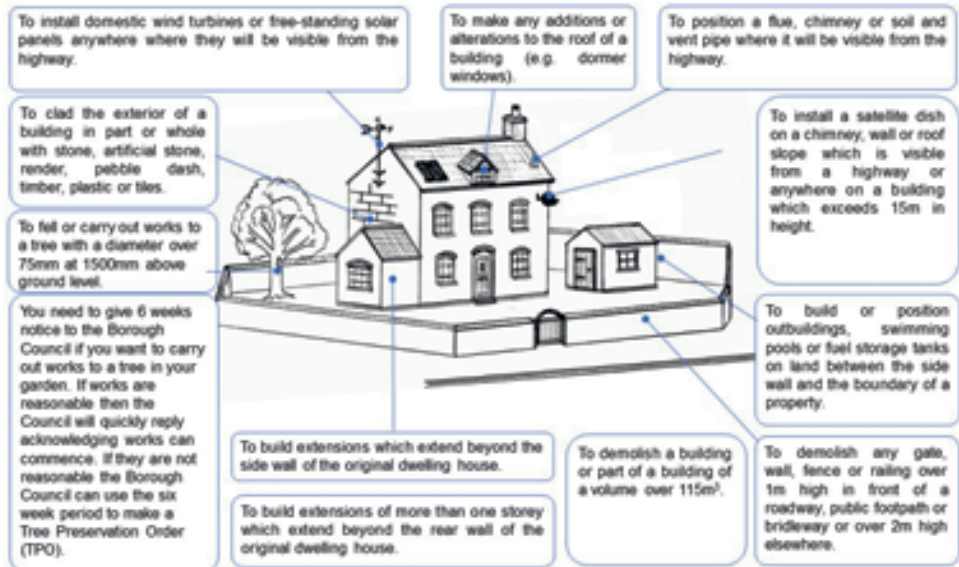 To install domestic wind turbines or free-standing solar
panels anywhere where they will be visible from the
highway.
To make any additions or
alterations to the roof of a
building (e.g. dormer
windows).
To position a flue, chimney or soil and
vent pipe where it will be visible from the
highway.
To clad the exterior of a
building in part or whole
with stone, artificial stone,
render, pebble dash,
timber, plastic or tiles.
To install a satellite dish
on a chimney, wall or roof
slope which is visible
from a highway or
anywhere on a building
which exceeds 15m in
height.
To fell or carry out works to
a tree with a diameter over
75mm at 1500mm above
ground level.
You need to give 6 weeks
notice to the Borough
Council if you want to carry
out works to a tree in your
garden. If works are
reasonable then the
Council will quickly reply
acknowledging works can
commence. If they are not
reasonable the Borough
Council can use the six
week period to make a
Tree Preservation Order
(TPO).
To build or position
outbuildings, swimming
pools or fuel storage tanks
on land between the side
wall and the boundary of a
property.
To build extensions which extend beyond the
side wall of the original dwelling house.
To build extensions of more than one storey
which extend beyond the rear wall of the
original dwelling house.
To demolish a building
or part of a building of
a volume over 115m³.
To demolish any gate,
wall, fence or railing over
1m high in front of a
roadway, public footpath or
bridleway or over 2m high
elsewhere.